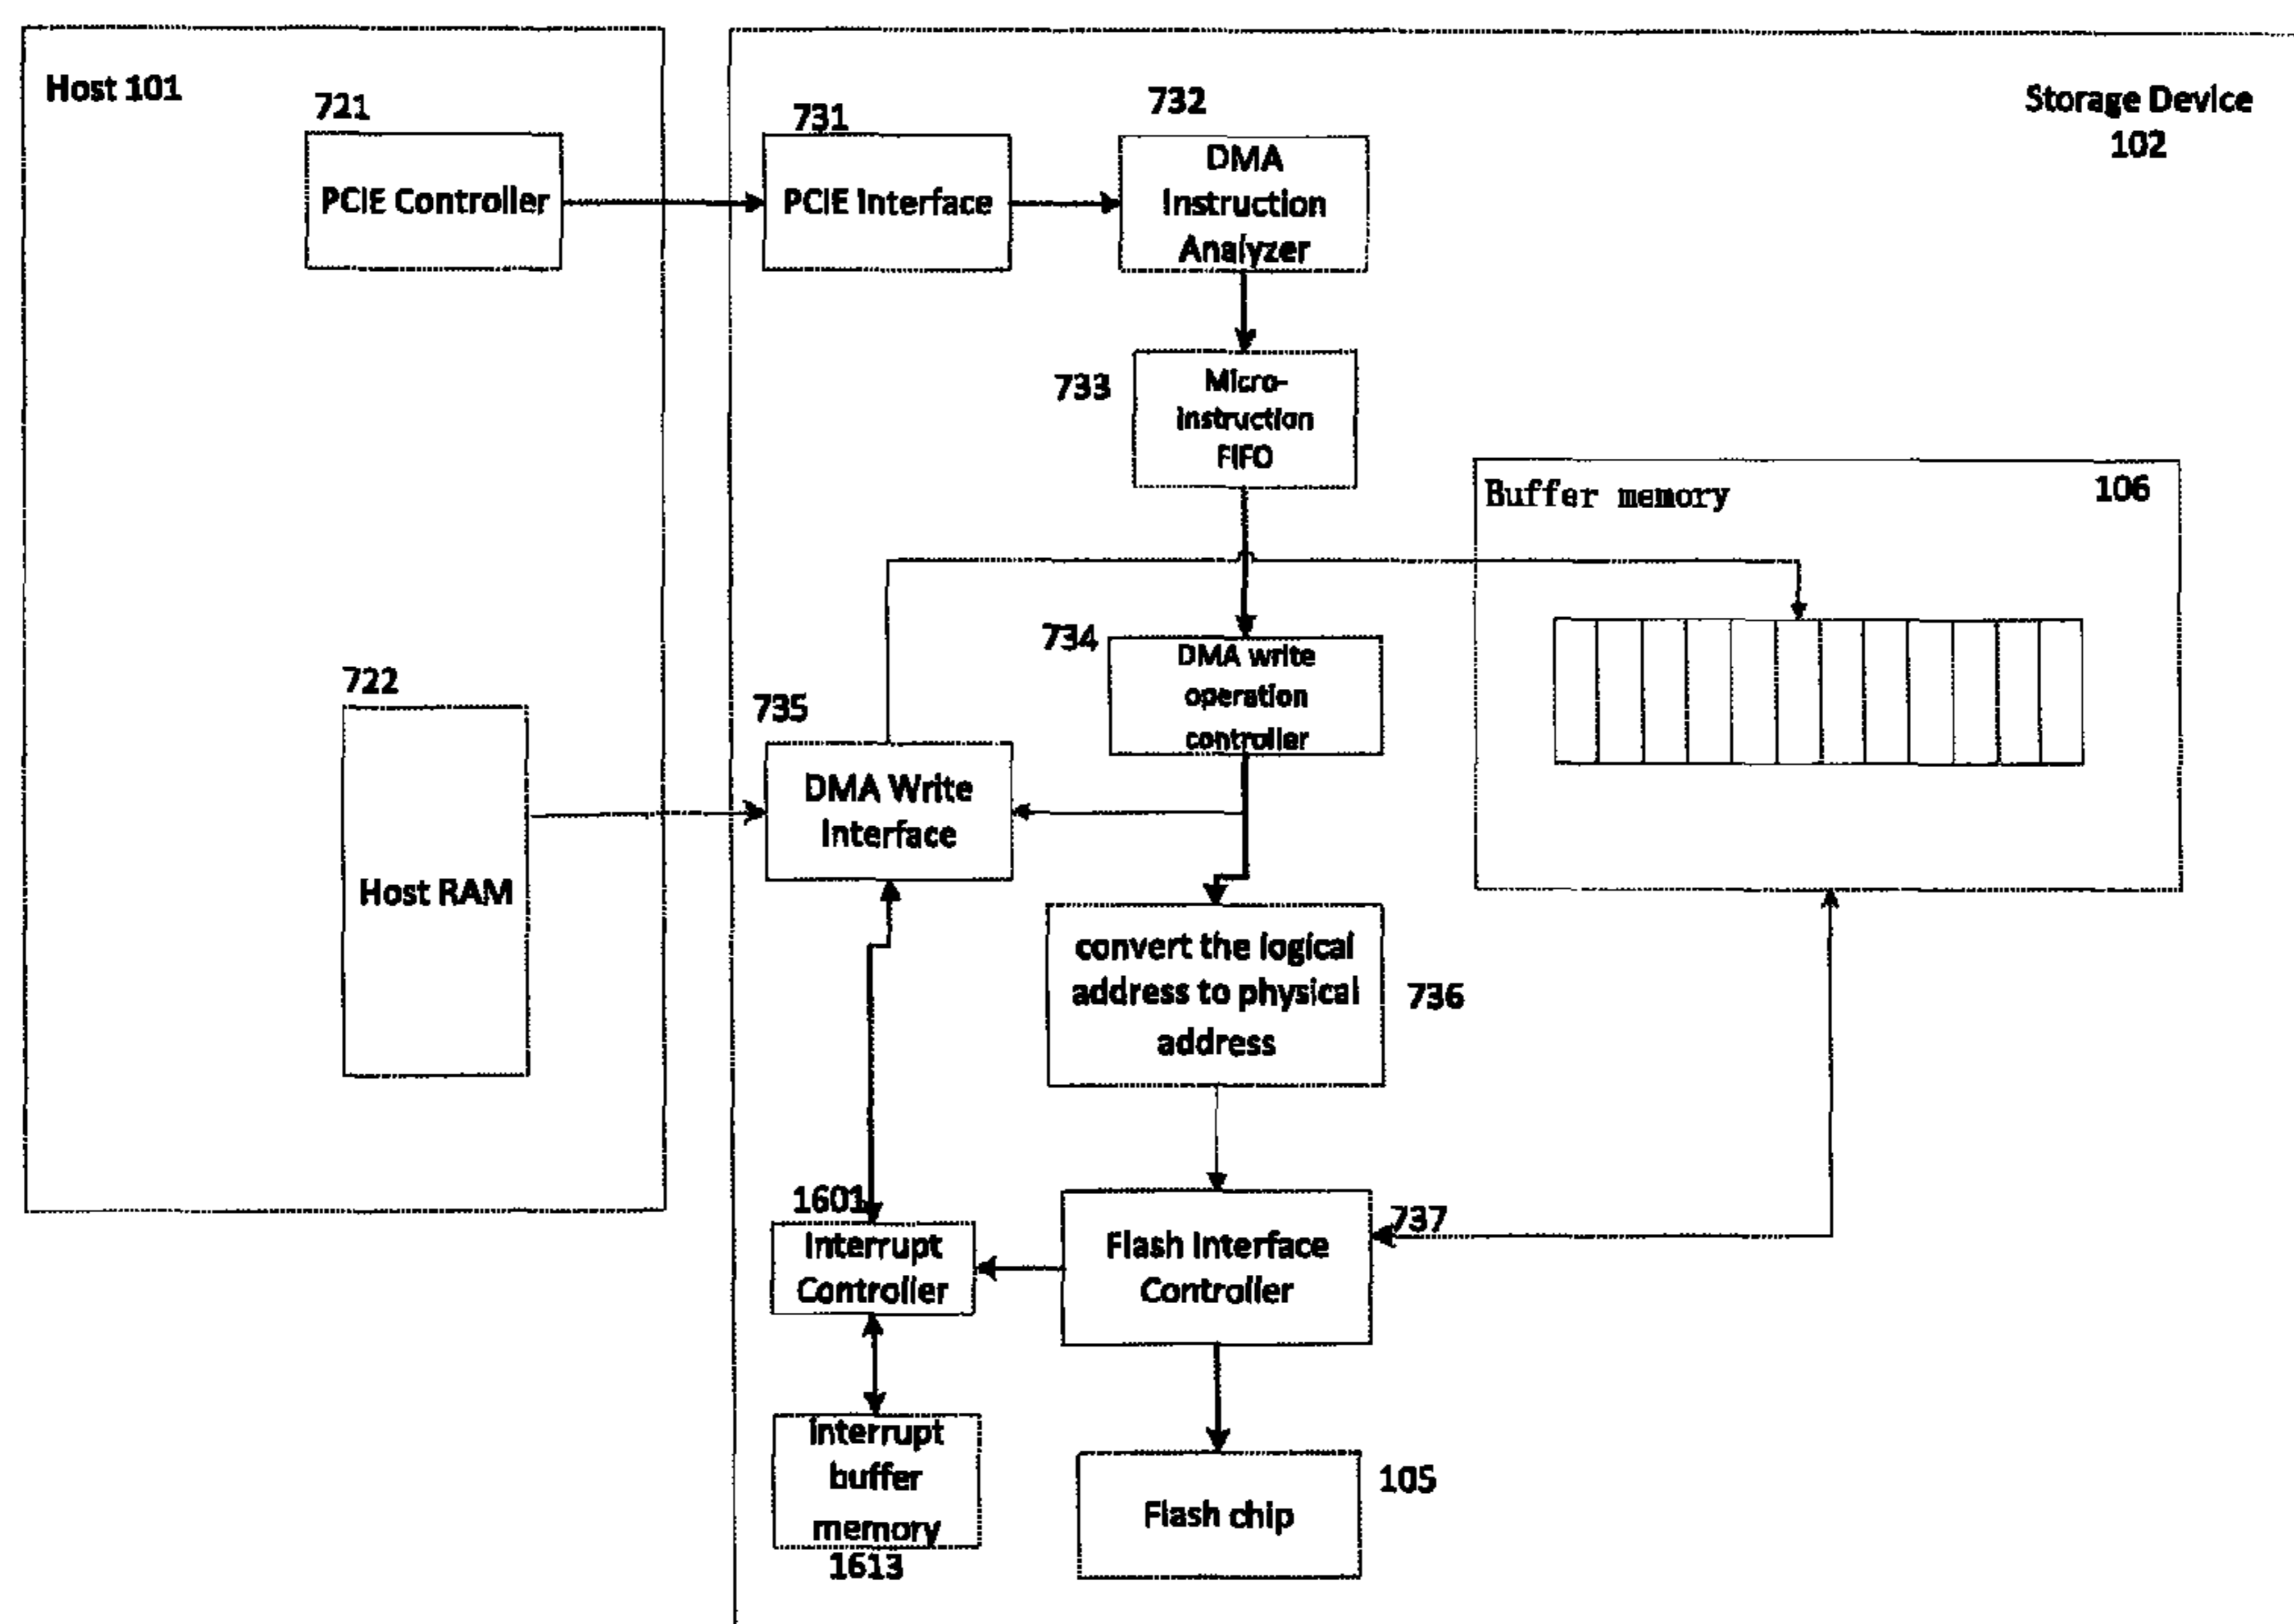 Host 101
721
PCIE Controller
731
PCIE Interface
732
DMA
Instruction
Analyzer
Storage Device
102
733
Micro-
instruction
FIFO
Buffer memory
106
734
DMA write
operation
controller
722
Host RAM
735
DMA Write
Interface
convert the logical
address to physical
address
736
1601
Interrupt
Controller
Flash Interface
Controller
737
interrupt
buffer
memory
1613
Flash chip
105